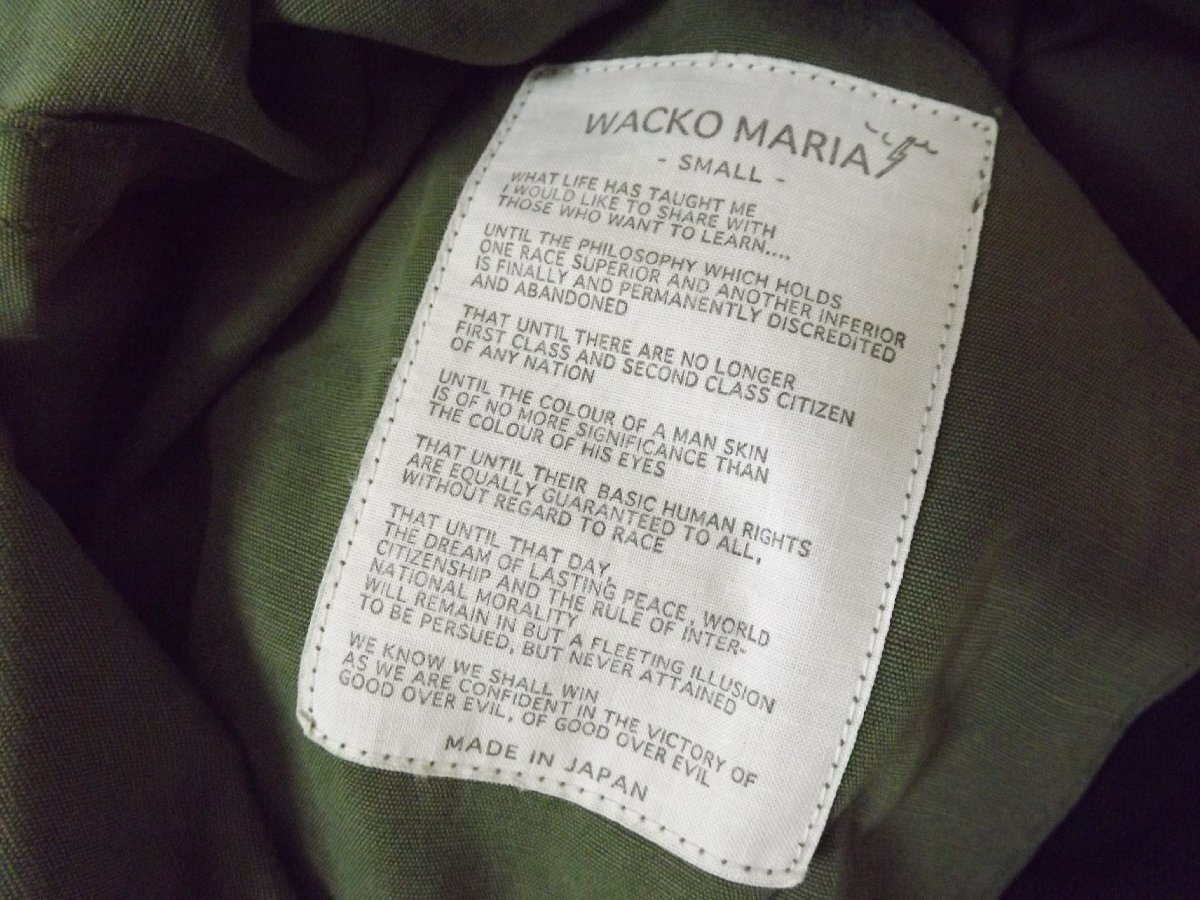 WACKO MARIA
- SMALL -
WHAT LIFE HAS TAUGHT ME
I WOULD LIKE TO SHARE WITH
THOSE WHO WANT TO LEARN....
UNTIL THE PHILOSOPHY WHICH HOLDS
ONE RACE SUPERIOR AND ANOTHER INFERIOR
IS FINALLY AND PERMANENTLY DISCREDITED
AND ABANDONED
THAT UNTIL THERE ARE NO LONGER
FIRST CLASS AND SECOND CLASS CITIZEN
OF ANY NATION
UNTIL THE COLOUR OF A MAN SKIN
IS OF NO MORE SIGNIFICANCE THAN
THE COLOUR OF HIS EYES
THAT UNTIL THEIR BASIC HUMAN RIGHTS
ARE EQUALLY GUARANTEED TO ALL,
WITHOUT REGARD TO RACE
THAT UNTIL THAT DAY,
THE DREAM OF LASTING PEACE, WORLD
CITIZENSHIP AND THE RULE OF INTER-
NATIONAL MORALITY
WILL REMAIN IN BUT A FLEETING ILLUSION
TO BE PERSUED, BUT NEVER ATTAINED
WE KNOW WE SHALL WIN
AS WE ARE CONFIDENT IN THE VICTORY OF
GOOD OVER EVIL, OF GOOD OVER EVIL
MADE IN JAPAN